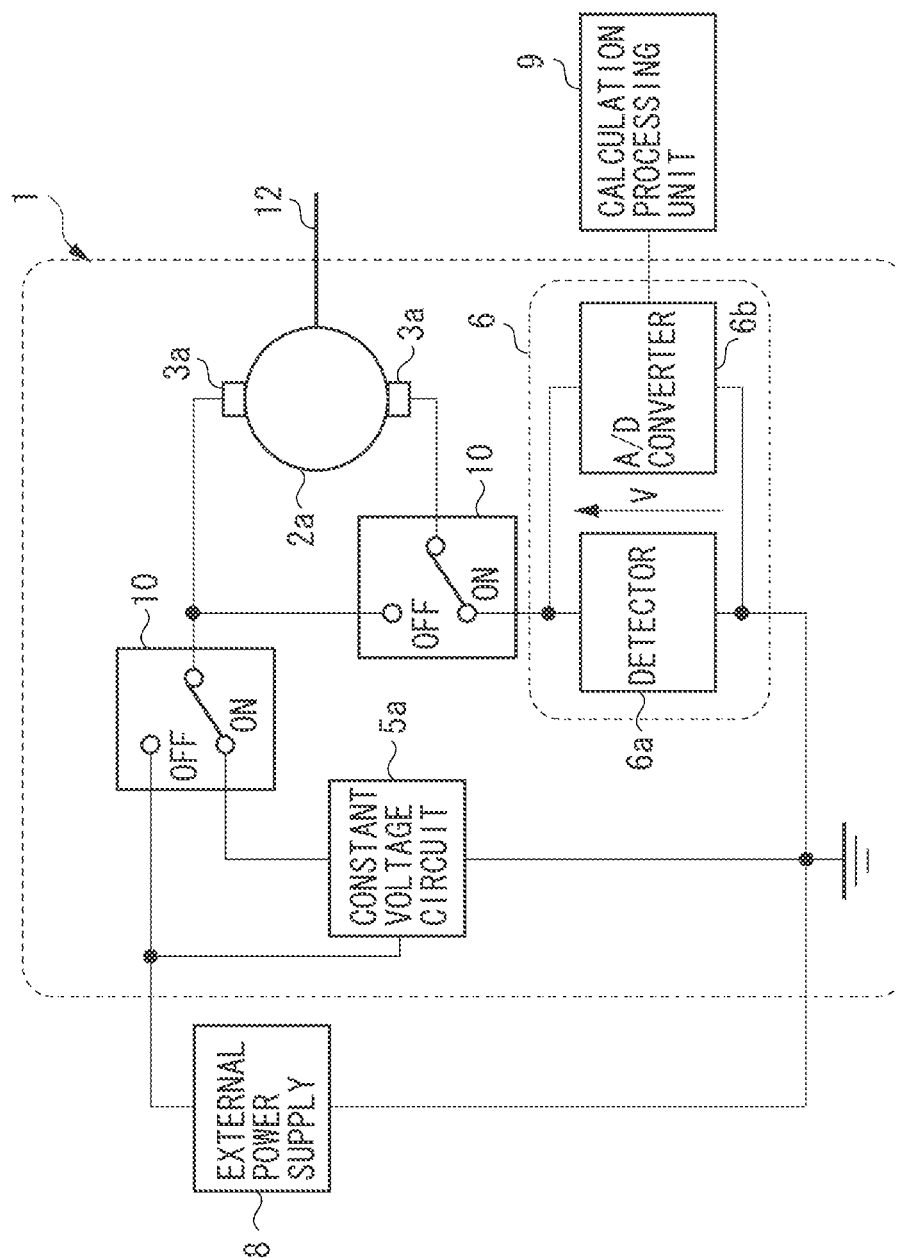 1
12
3a
3a
2a
10
OFF
ON
10
OFF
ON
EXTERNAL
POWER
SUPPLY
8
CONSTANT
VOLTAGE
CIRCUIT
5a
6
DETECTOR
6a
V
A/D
CONVERTER
6b
CALCULATION
PROCESSING
UNIT
9